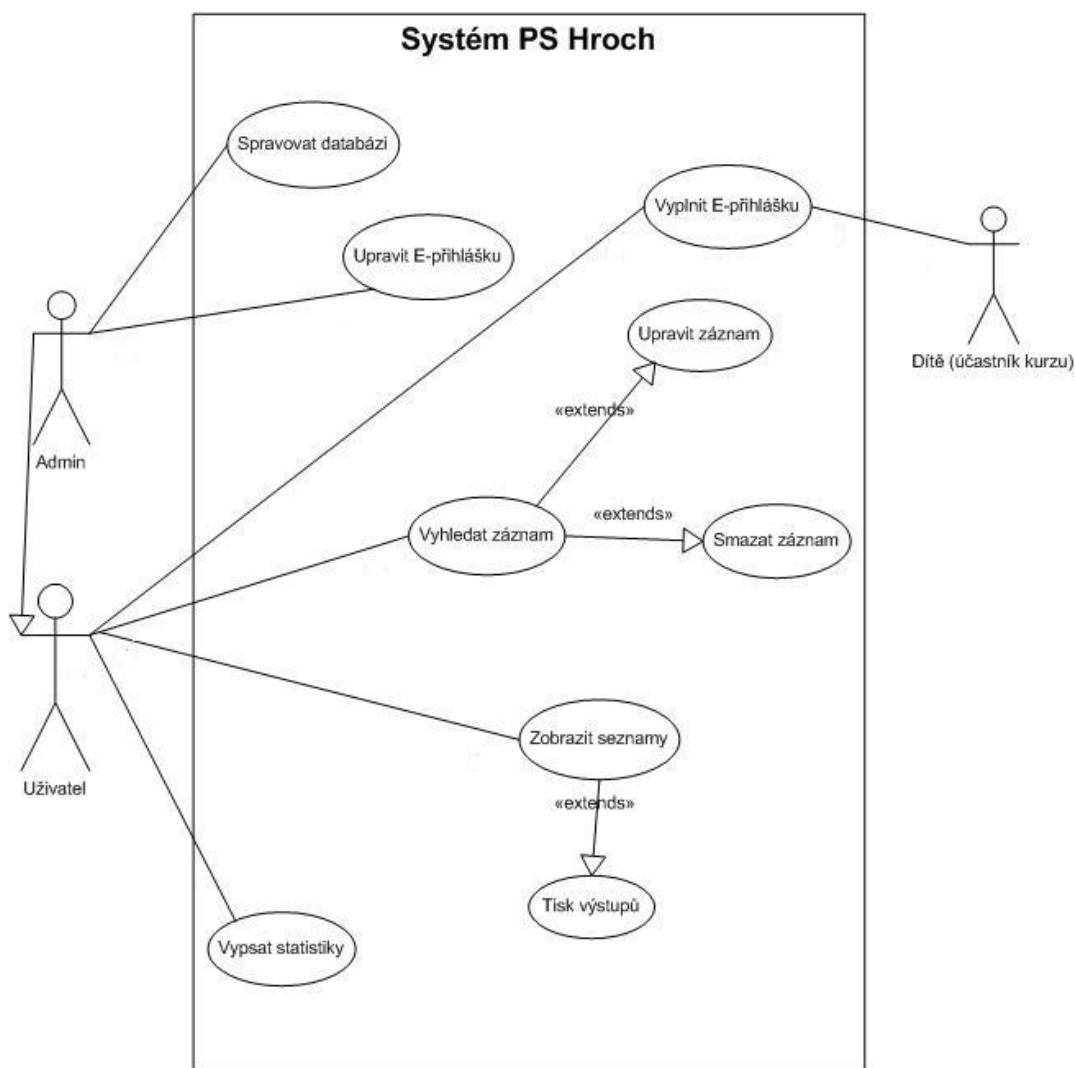 Systém PS Hroch
Spravovat databázi
Vyplnit E-přihlášku
Upravit E-přihlášku
Upravit záznam
Dítě (účastník kurzu)
«extends»
Admin
«extends»
Vyhledat záznam
Smazat záznam
Zobrazit seznamy
Uživatel
«extends»
Tisk výstupů
Vypsat statistiky